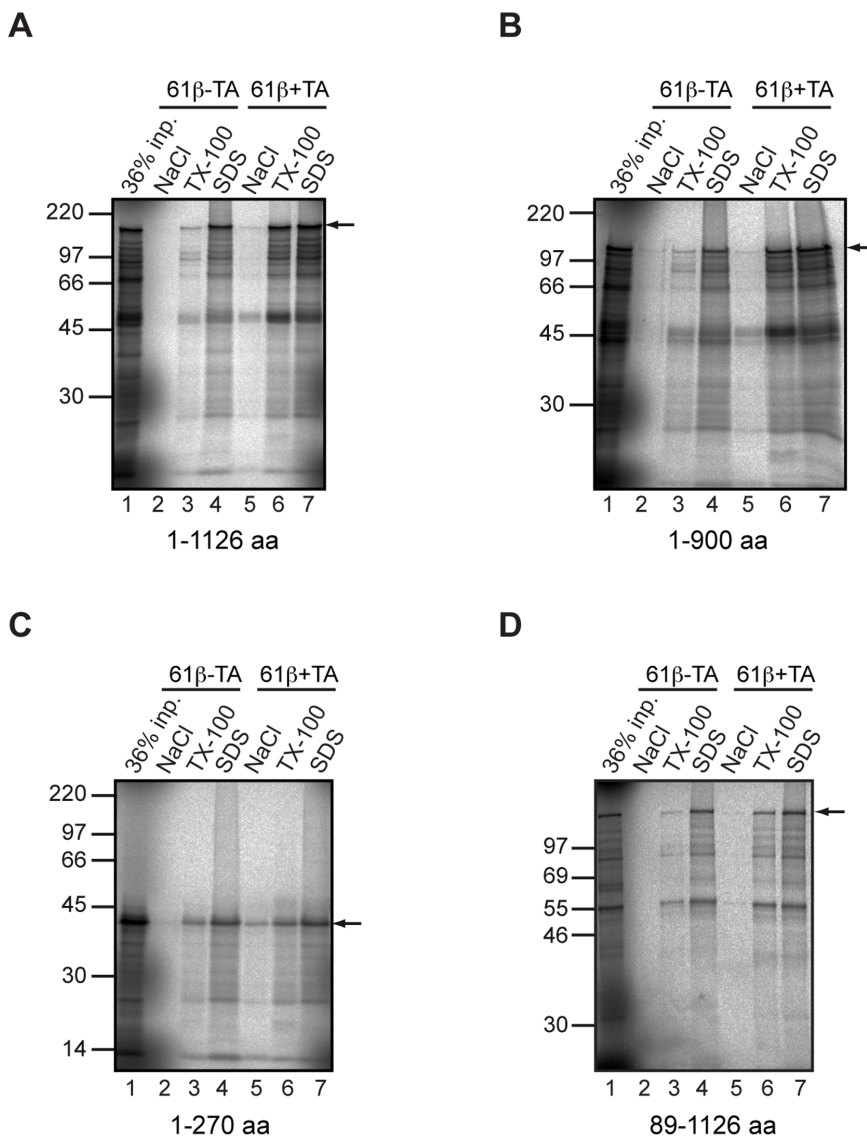 A
61β-TA 61β+TA
36% inp. NaCl TX-100 SDS NaCl TX-100 SDS
220
97
66
45
30
1 2 3 4 5 6 7
1-1126 aa
B
61β-TA 61β+TA
36% inp. NaCl TX-100 SDS NaCl TX-100 SDS
220
97
66
45
30
1 2 3 4 5 6 7
1-900 aa
C
61β-TA 61β+TA
36% inp. NaCl TX-100 SDS NaCl TX-100 SDS
220
97
66
45
30
14
1 2 3 4 5 6 7
1-270 aa
D
61β-TA 61β+TA
36% inp. NaCl TX-100 SDS NaCl TX-100 SDS
97
69
55
46
30
1 2 3 4 5 6 7
89-1126 aa